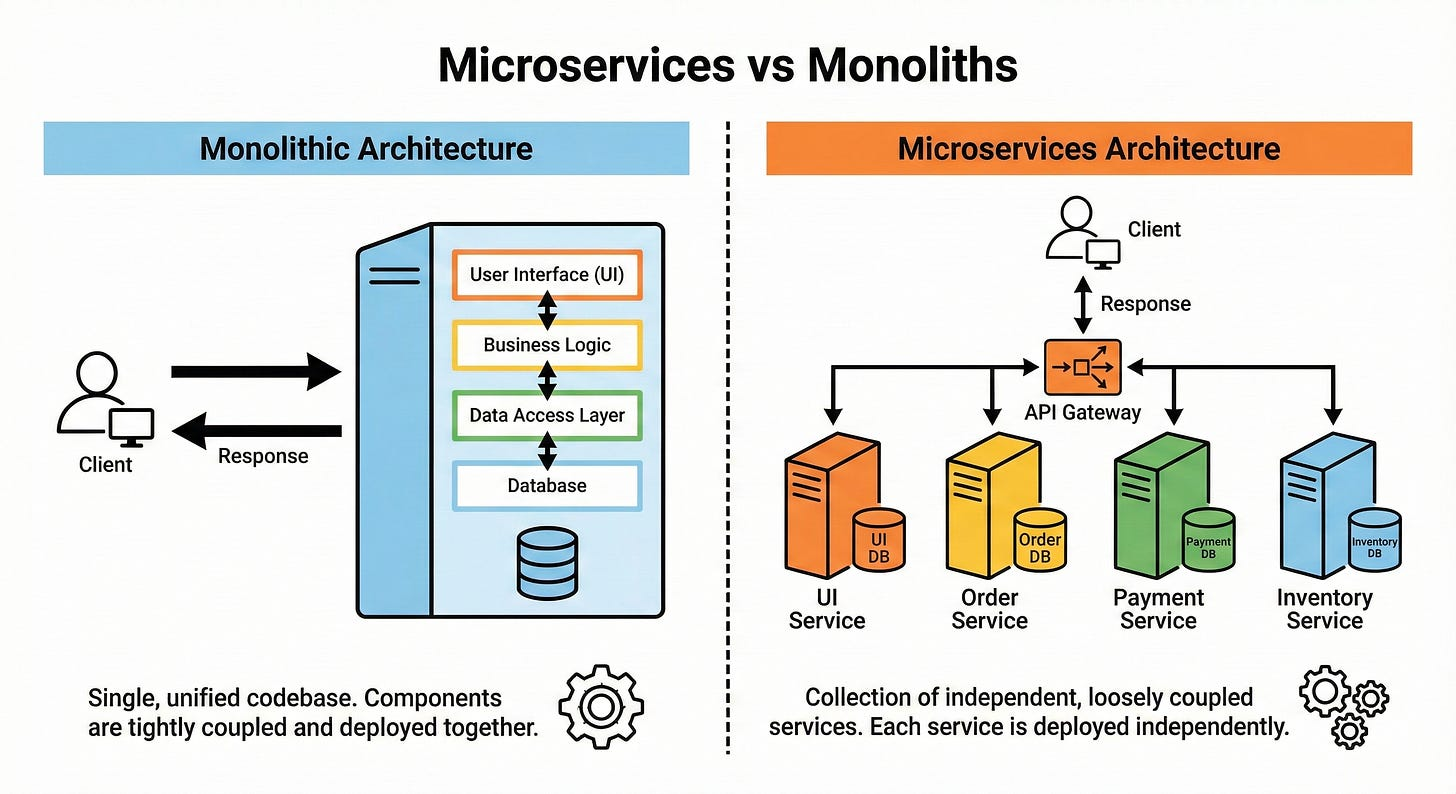 Microservices vs Monoliths
Monolithic Architecture
User Interface (UI)
Business Logic
Data Access Layer
Database
Client
Response
Single, unified codebase. Components
are tightly coupled and deployed together.
Microservices Architecture
Client
Response
API Gateway
UI
DB
Order
DB
Payment
DB
Inventory
DB
UI
Service
Order
Service
Payment
Service
Inventory
Service
Collection of independent, loosely coupled
services. Each service is deployed independently.